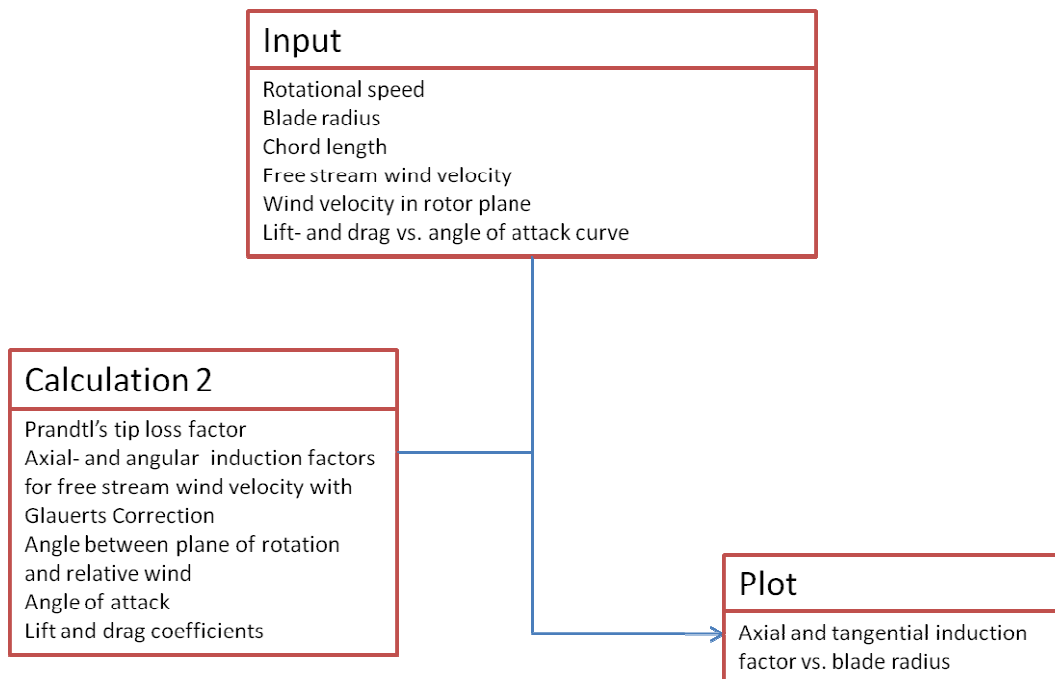 Input
Rotational speed
Blade radius
Chord length
Free stream wind velocity
Wind velocity in rotor plane
Lift- and drag vs. angle of attack curve
Calculation 2
Prandtl’s tip loss factor
Axial- and angular induction factors
for free stream wind velocity with
Glauerts Correction
Angle between plane of rotation
and relative wind
Angle of attack
Lift and drag coefficients
Plot
Axial and tangential induction
factor vs. blade radius